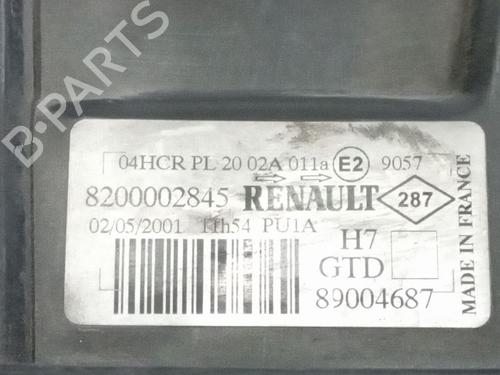 B-PARTS
04HCR PL 20 02A 011a E2 9057
8200002845 RENAULT 287
02/05/2001 11h54 PU1A
H7
GTD
89004687
MADE IN FRANCE